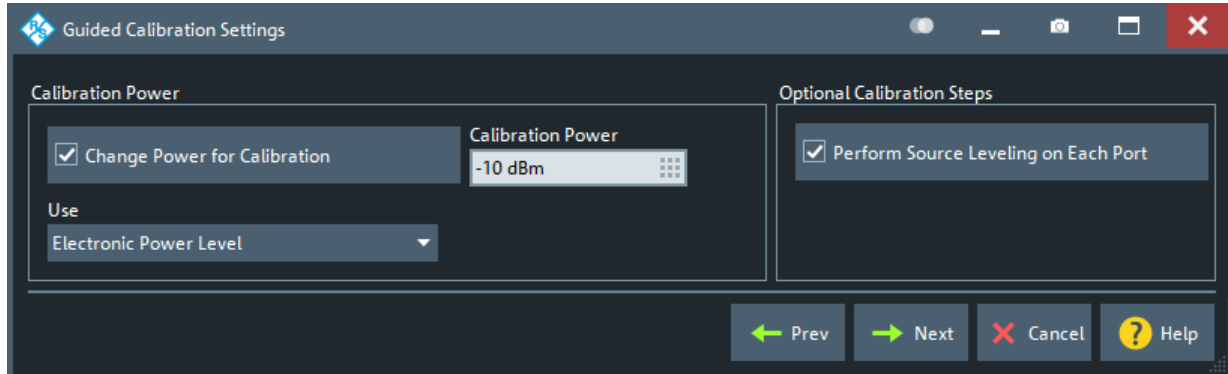 Guided Calibration Settings
Calibration Power
Change Power for Calibration
Calibration Power
-10 dBm
Use
Electronic Power Level
Optional Calibration Steps
Perform Source Leveling on Each Port
Prev
Next
Cancel
? Help